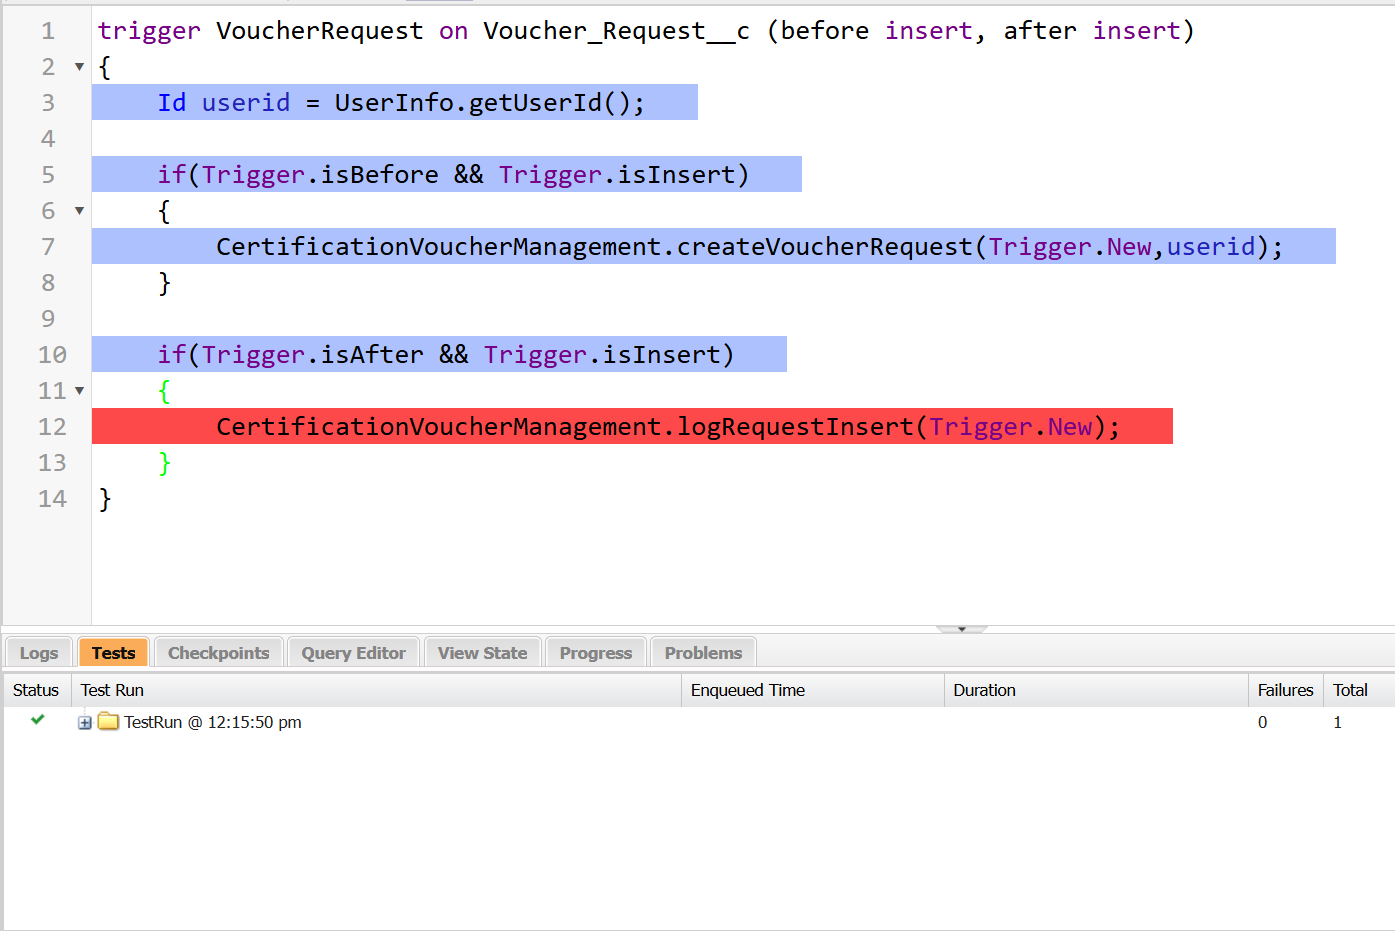 1 trigger VoucherRequest on Voucher_Request__c (before insert, after insert)
2 {
3 Id userid = UserInfo.getUserId();
4
5 if(Trigger.isBefore && Trigger.isInsert)
6 {
7 CertificationVoucherManagement.createVoucherRequest(Trigger.New,userid);
8 }
9
10 if(Trigger.isAfter && Trigger.isInsert)
11 {
12 CertificationVoucherManagement.logRequestInsert(Trigger.New);
13 }
14 }
Logs Tests Checkpoints Query Editor View State Progress Problems
Status Test Run Enqueued Time Duration Failures Total
TestRun @ 12:15:50 pm 0 1